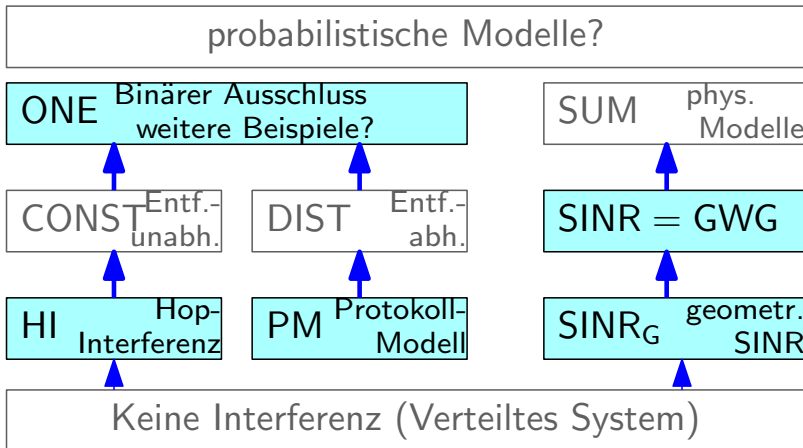 probabilistische Modelle?
ONE Binärer Ausschluss
weitere Beispiele?
SUM phys.
Modelle
CONST Entf.-
unabh.
DIST Entf.-
abh.
SINR = GWG
HI Hop-
Interferenz
PM Protokoll-
Modell
SINR_G geometr.
SINR
Keine Interferenz (Verteiltes System)